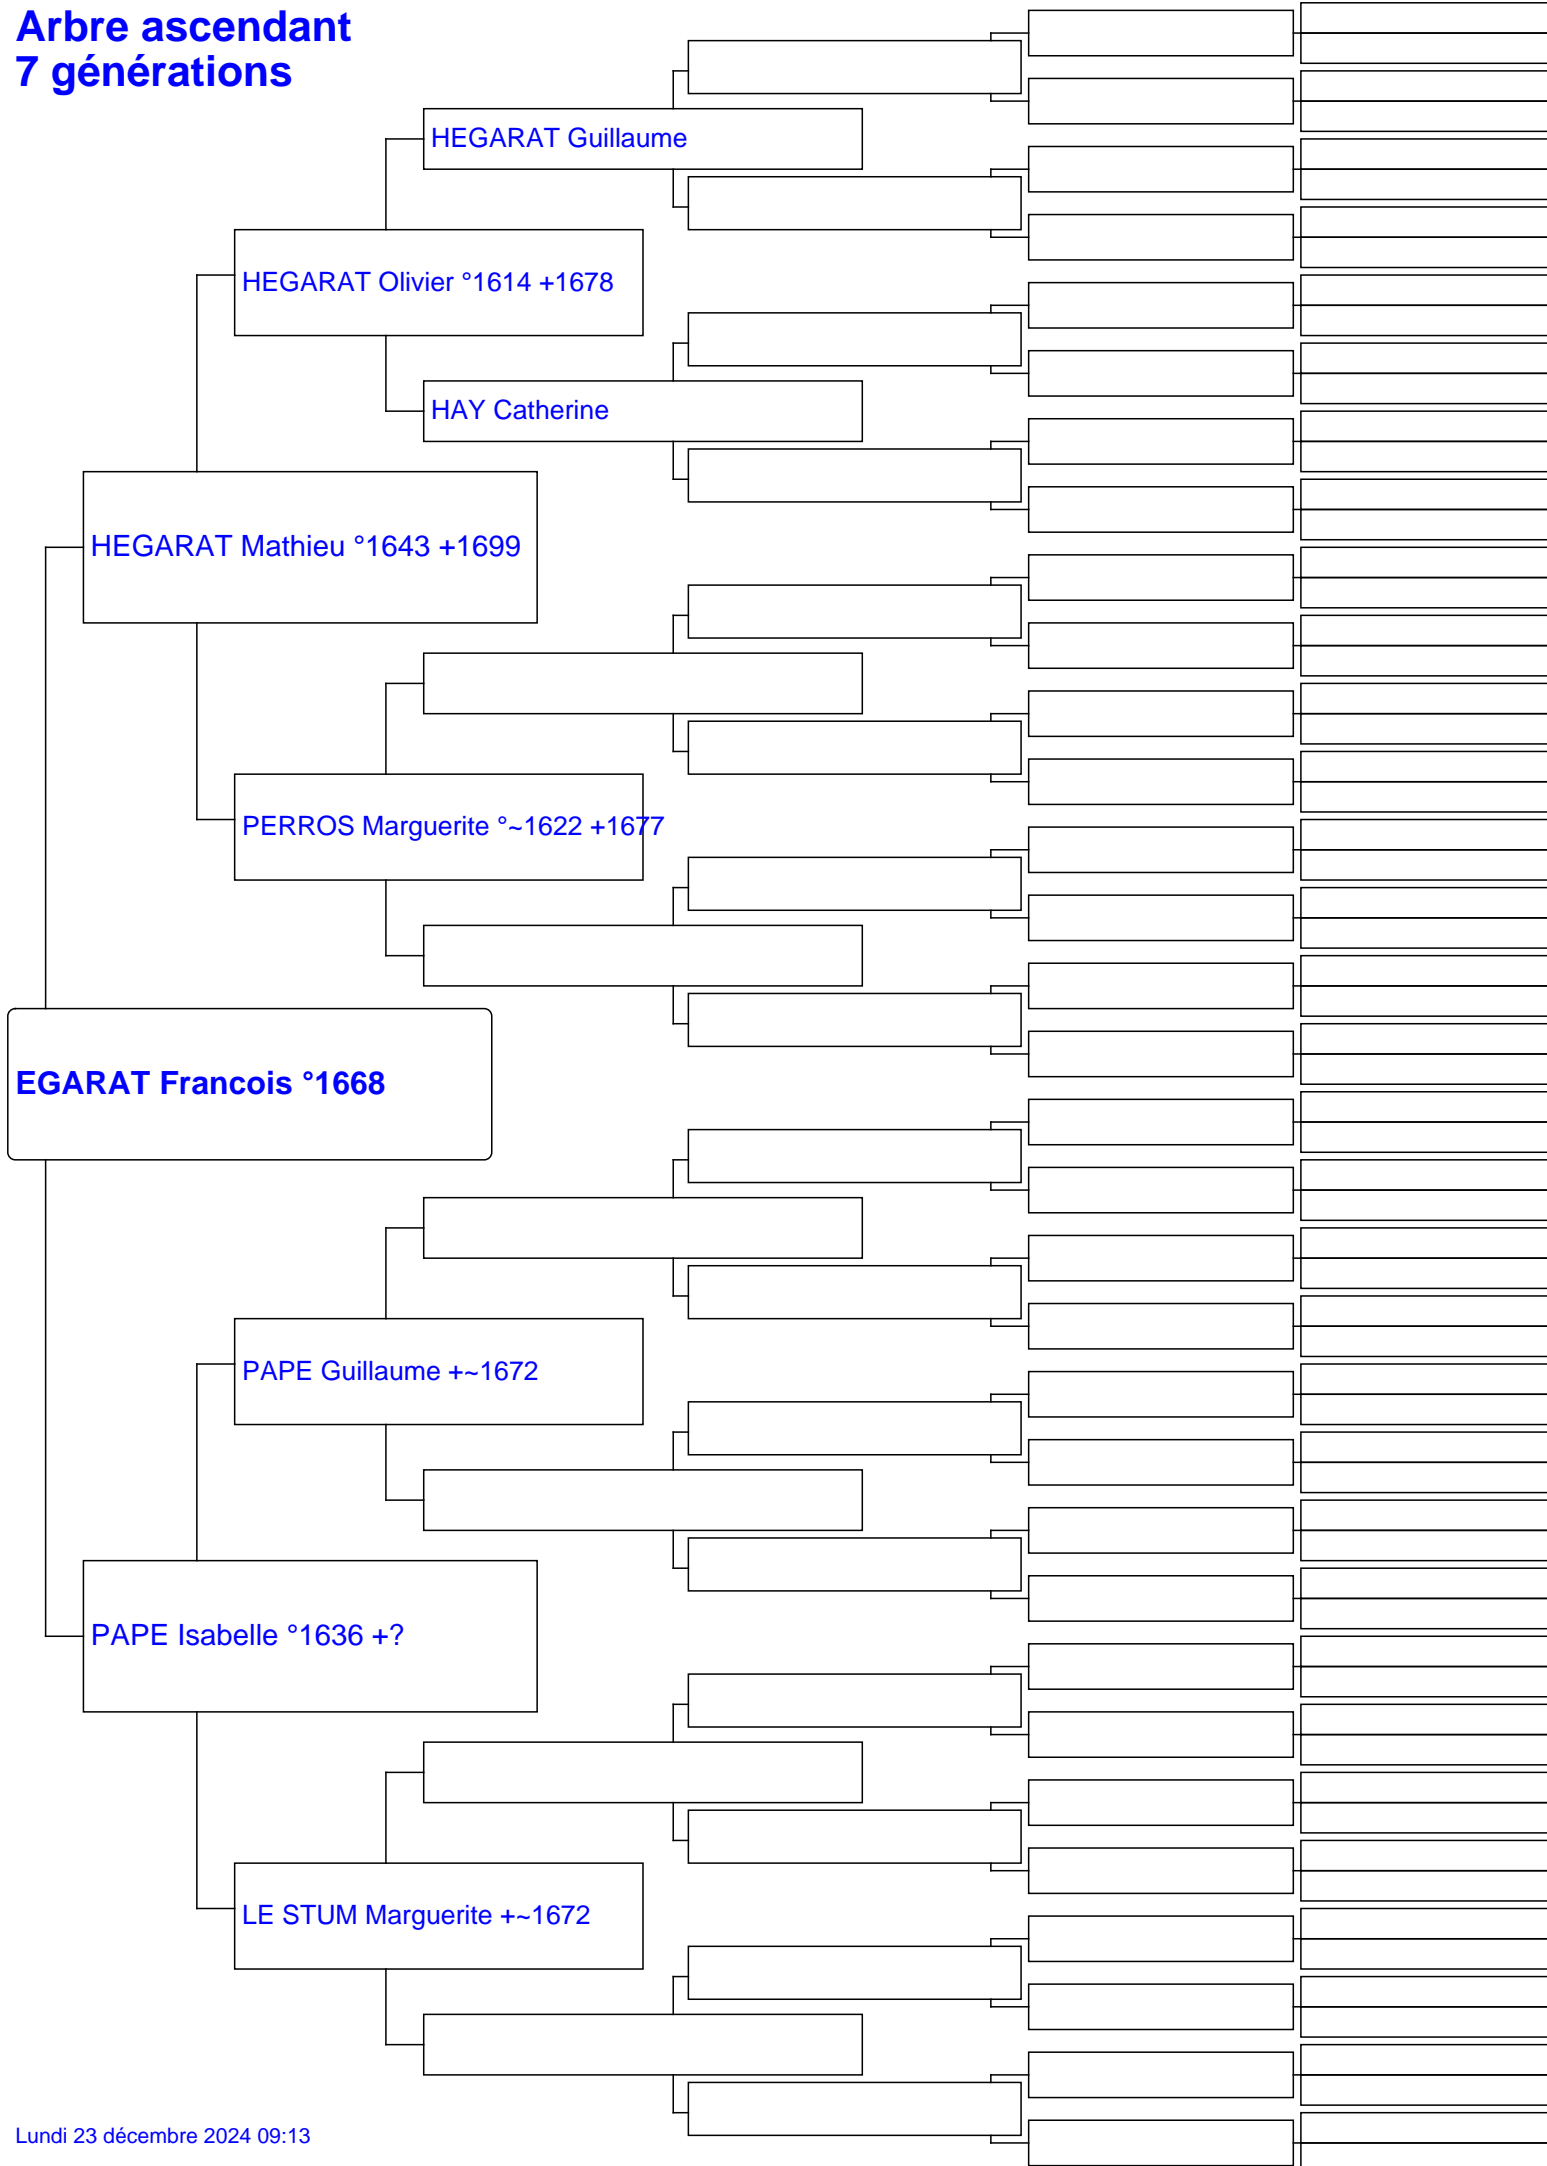 Arbre ascendant
7 générations
HEGARAT Guillaume
HEGARAT Olivier °1614 +1678
HAY Catherine
HEGARAT Mathieu °1643 +1699
PERROS Marguerite °~1622 +1677
EGARAT Francois °1668
PAPE Guillaume +~1672
PAPE Isabelle °1636 +?
LE STUM Marguerite +~1672
Lundi 23 décembre 2024 09:13